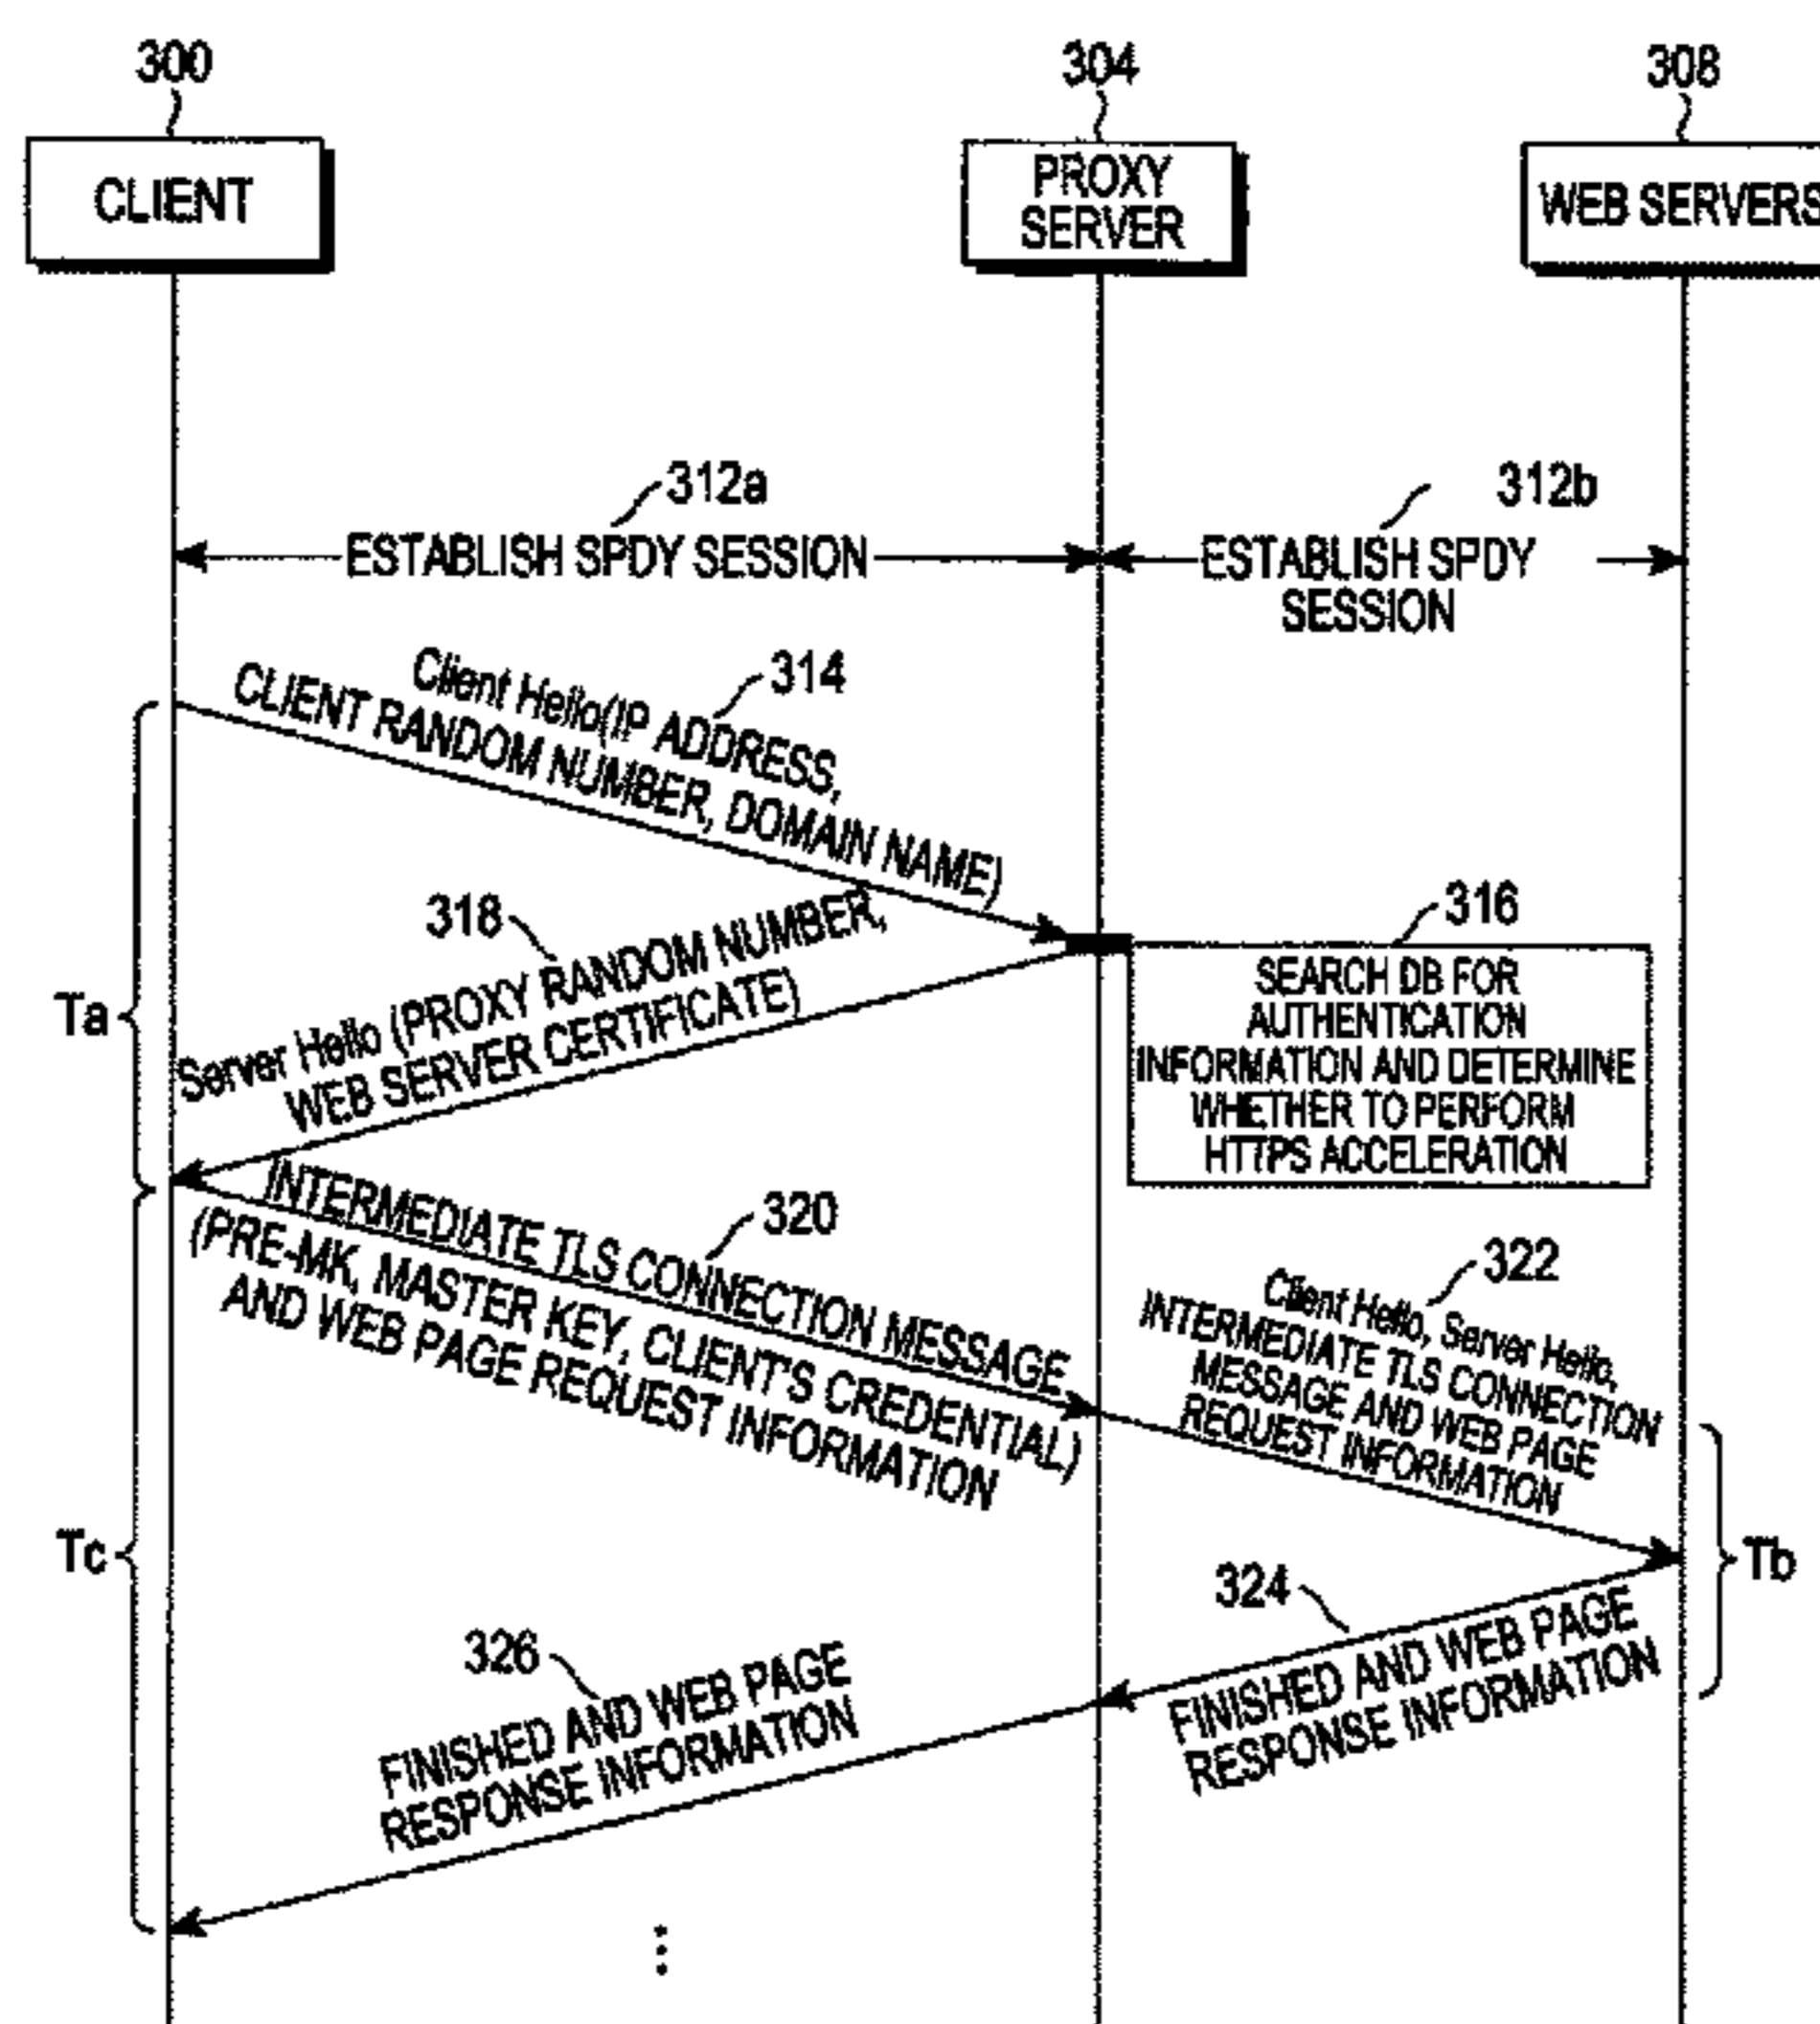 300
304
308
CLIENT
PROXY
SERVER
WEB SERVERS
312a
312b
ESTABLISH SPDY SESSION
ESTABLISH SPDY
SESSION
314
Client Hello(IP ADDRESS,
CLIENT RANDOM NUMBER, DOMAIN NAME)
316
SEARCH DB FOR
AUTHENTICATION
INFORMATION AND DETERMINE
WHETHER TO PERFORM
HTTPS ACCELERATION
318
Server Hello (PROXY RANDOM NUMBER,
WEB SERVER CERTIFICATE)
Ta
320
INTERMEDIATE TLS CONNECTION MESSAGE
(PRE-MK, MASTER KEY, CLIENT'S CREDENTIAL)
AND WEB PAGE REQUEST INFORMATION
322
Client Hello, Server Hello,
INTERMEDIATE TLS CONNECTION
MESSAGE AND WEB PAGE
REQUEST INFORMATION
Tc
Tb
324
FINISHED AND WEB PAGE
RESPONSE INFORMATION
326
FINISHED AND WEB PAGE
RESPONSE INFORMATION